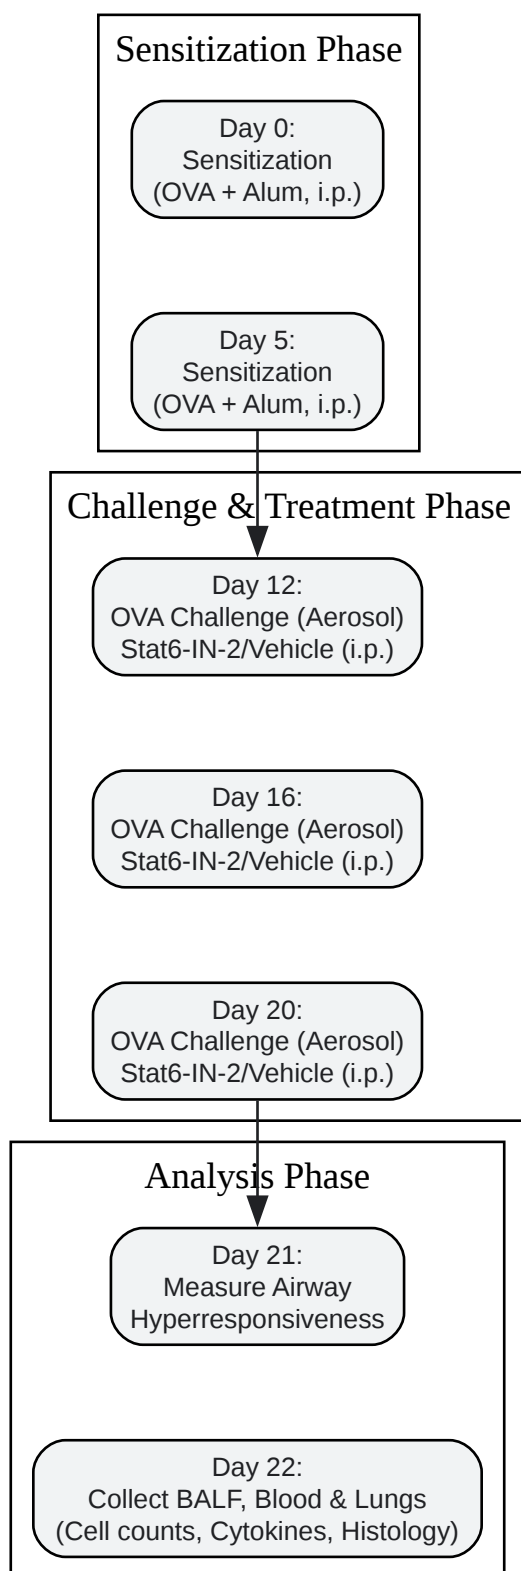 Sensitization Phase
Day 0:
Sensitization
(OVA + Alum, i.p.)
Day 5:
Sensitization
(OVA + Alum, i.p.)
Challenge & Treatment Phase
Day 12:
OVA Challenge (Aerosol)
Stat6-IN-2/Vehicle (i.p.)
Day 16:
OVA Challenge (Aerosol)
Stat6-IN-2/Vehicle (i.p.)
Day 20:
OVA Challenge (Aerosol)
Stat6-IN-2/Vehicle (i.p.)
Analysis Phase
Day 21:
Measure Airway
Hyperresponsiveness
Day 22:
Collect BALF, Blood & Lungs
(Cell counts, Cytokines, Histology)